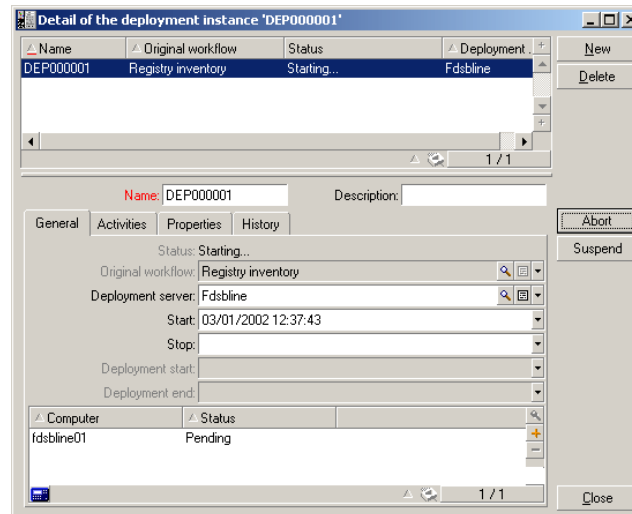 Detail of the deployment instance 'DEP000001'
Name Original workflow Status Deployment .
DEP000001 Registry inventory Starting... Fdsbline
1 / 1
New
Delete
Name: DEP000001 Description:
General Activities Properties History
Status: Starting...
Original workflow: Registry inventory
Deployment server: Fdsbline
Start: 03/01/2002 12:37:43
Stop:
Deployment start:
Deployment end:
Computer Status
fdsbline01 Pending
1 / 1
Abort
Suspend
Close